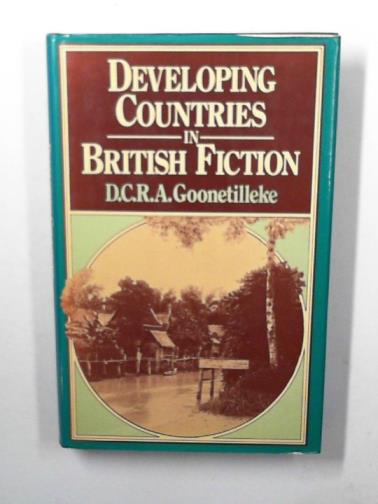 DEVELOPING
COUNTRIES
IN
BRITISH FICTION
D.C.R.A.Goonetilleke